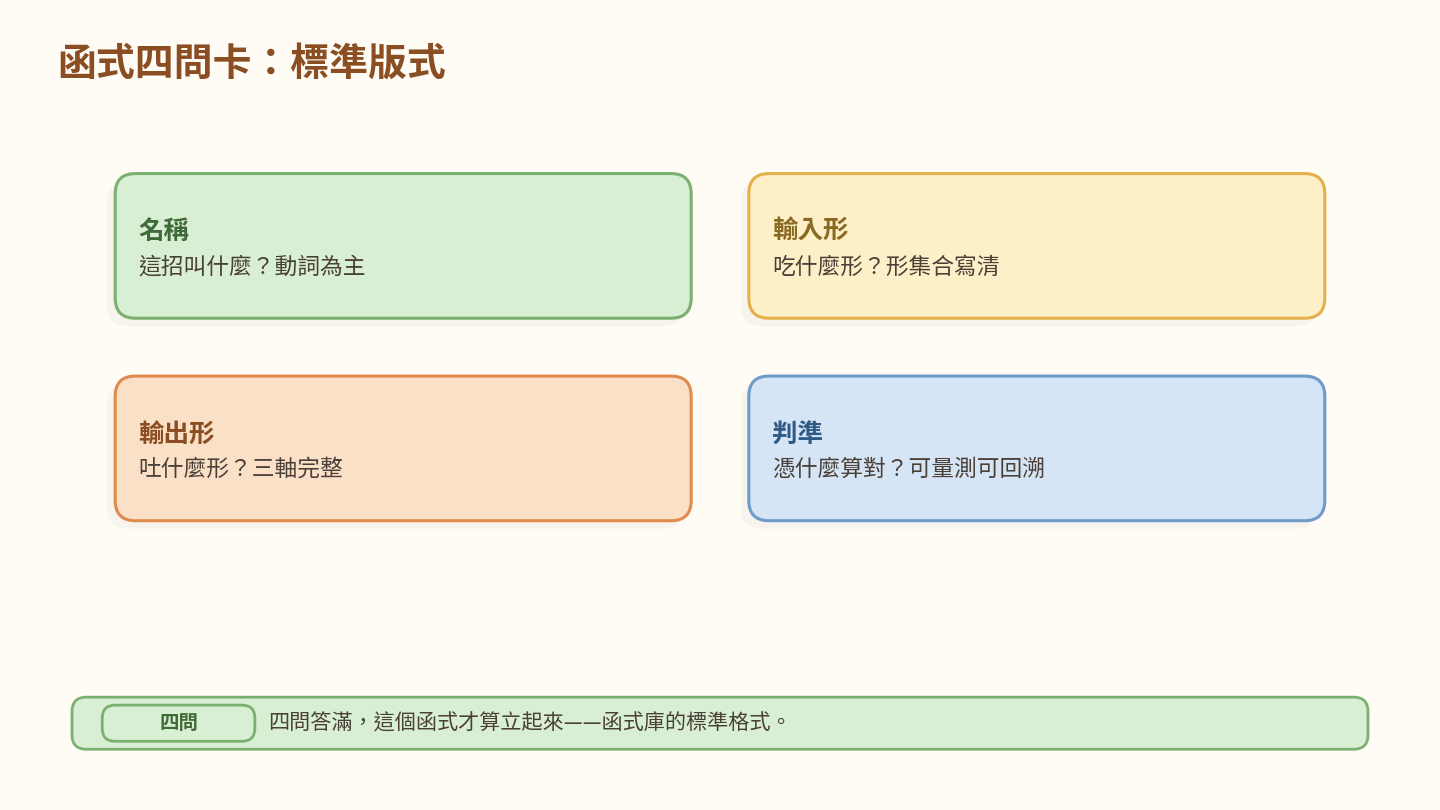 函式四問卡：標準版式
名稱
這招叫什麼？動詞為主
輸入形
吃什麼形？形集合寫清
輸出形
吐什麼形？三軸完整
判準
憑什麼算對？可量測可回溯
四問
四問答滿，這個函式才算立起來——函式庫的標準格式。